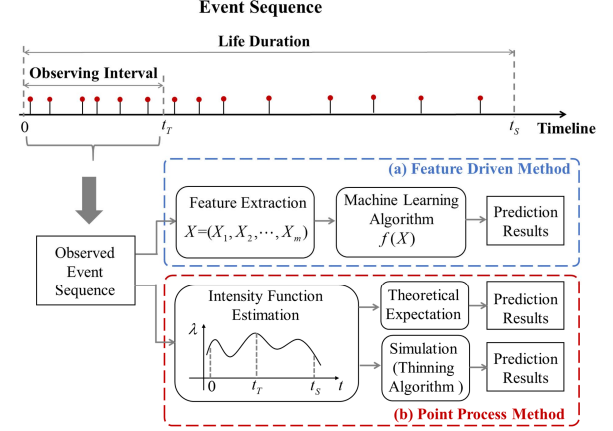 Event Sequence
Life Duration
Observing Interval
0
t_T
t_S
Timeline
(a) Feature Driven Method
Feature Extraction
X=(X_1, X_2, ⋯, X_m)
Machine Learning
Algorithm
f(X)
Prediction
Results
Observed
Event
Sequence
Intensity Function
Estimation
λ
0
t_T
t_S
t
Theoretical
Expectation
Prediction
Results
Simulation
(Thinning
Algorithm )
Prediction
Results
(b) Point Process Method